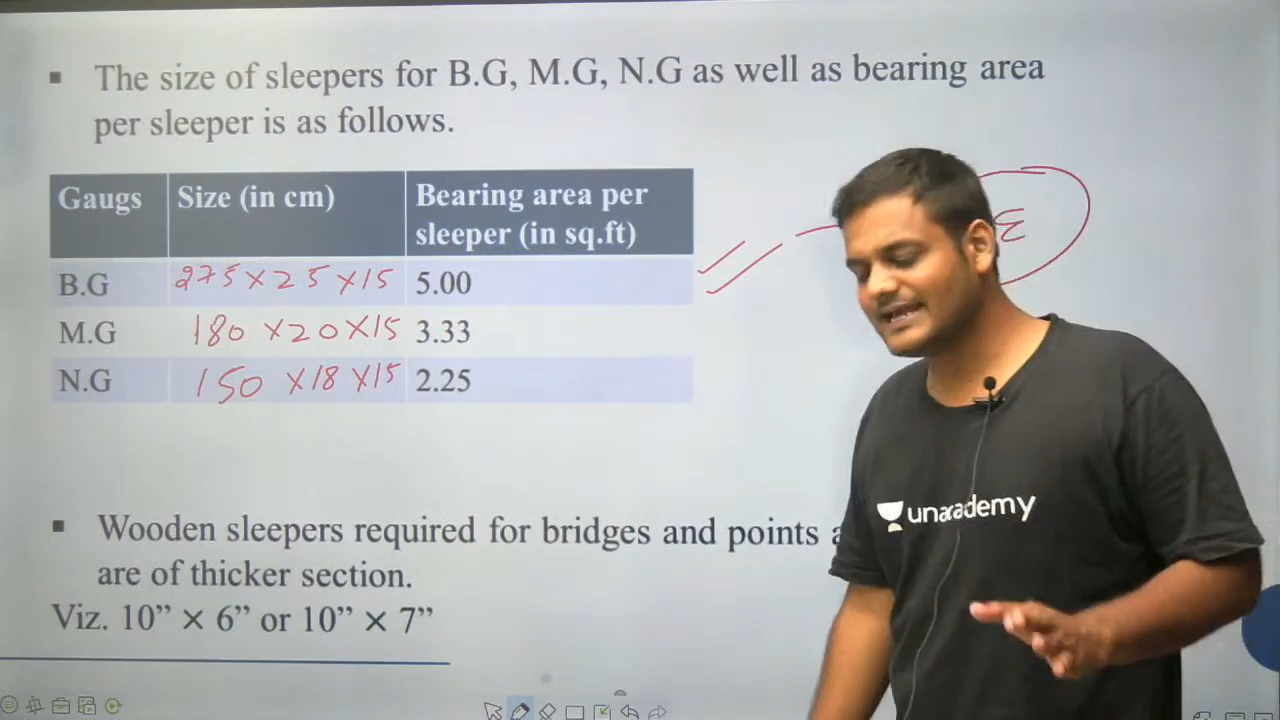 ▪ The size of sleepers for B.G, M.G, N.G as well as bearing area
per sleeper is as follows.
Gaugs Size (in cm) Bearing area per
sleeper (in sq.ft)
B.G 275 × 25 × 15 5.00
M.G 180 × 20 × 15 3.33
N.G 150 × 18 × 15 2.25
▪ Wooden sleepers required for bridges and points
are of thicker section.
Viz. 10” × 6” or 10” × 7”
unacademy